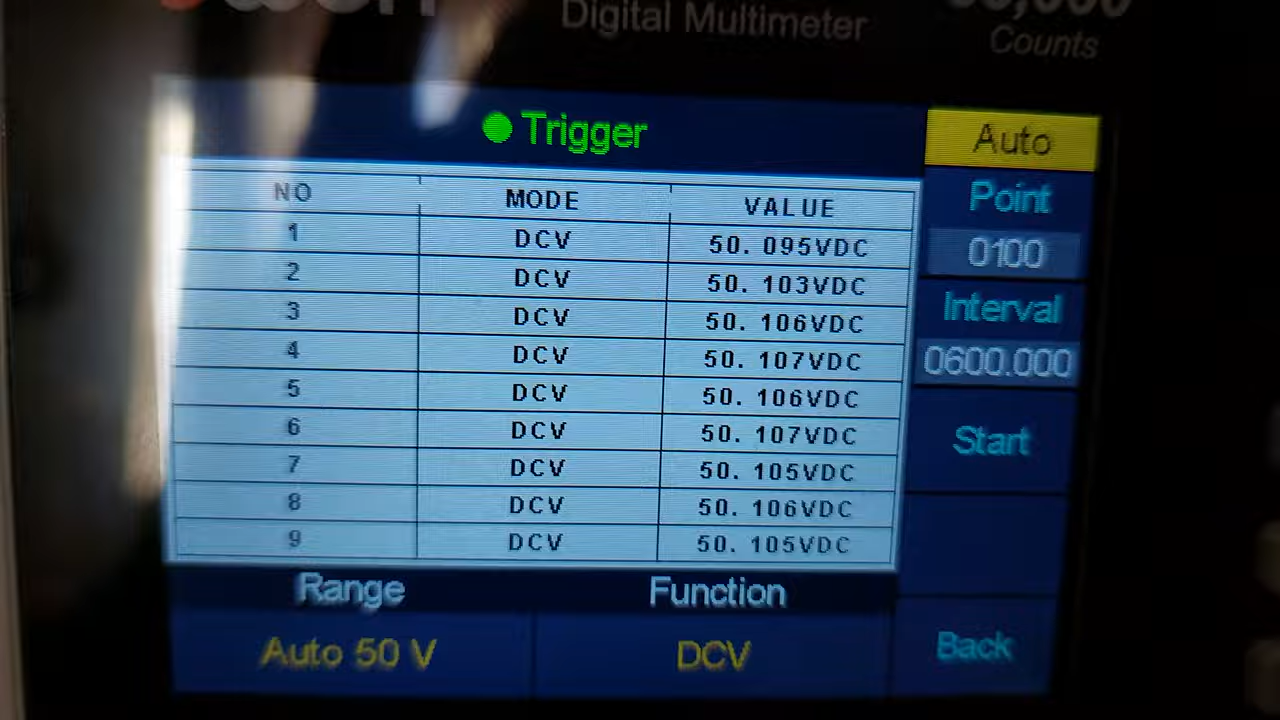 Digital Multimeter
Counts
Trigger
Auto
NO MODE VALUE
1 DCV 50. 095VDC
2 DCV 50. 103VDC
3 DCV 50. 106VDC
4 DCV 50. 107VDC
5 DCV 50. 106VDC
6 DCV 50. 107VDC
7 DCV 50. 105VDC
8 DCV 50. 106VDC
9 DCV 50. 105VDC
Point
0100
Interval
0600.000
Start
Back
Range Function
Auto 50 V DCV